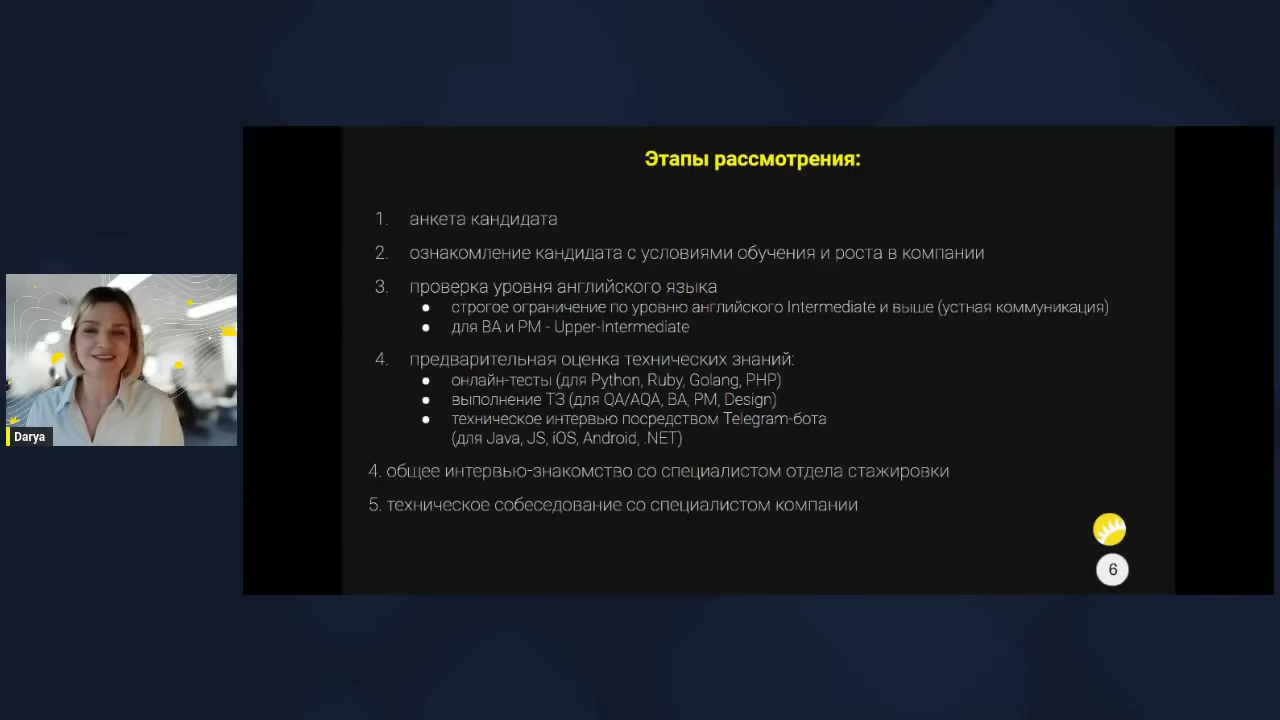 Этапы рассмотрения:
1. анкета кандидата
2. ознакомление кандидата с условиями обучения и роста в компании
3. проверка уровня английского языка
● строгое ограничение по уровню английского Intermediate и выше (устная коммуникация)
● для BA и PM - Upper-Intermediate
4. предварительная оценка технических знаний:
● онлайн-тесты (для Python, Ruby, Golang, PHP)
● выполнение ТЗ (для QA/AQA, BA, PM, Design)
● техническое интервью посредством Telegram-бота
(для Java, JS, iOS, Android, .NET)
4. общее интервью-знакомство со специалистом отдела стажировки
5. техническое собеседование со специалистом компании
6
Darya